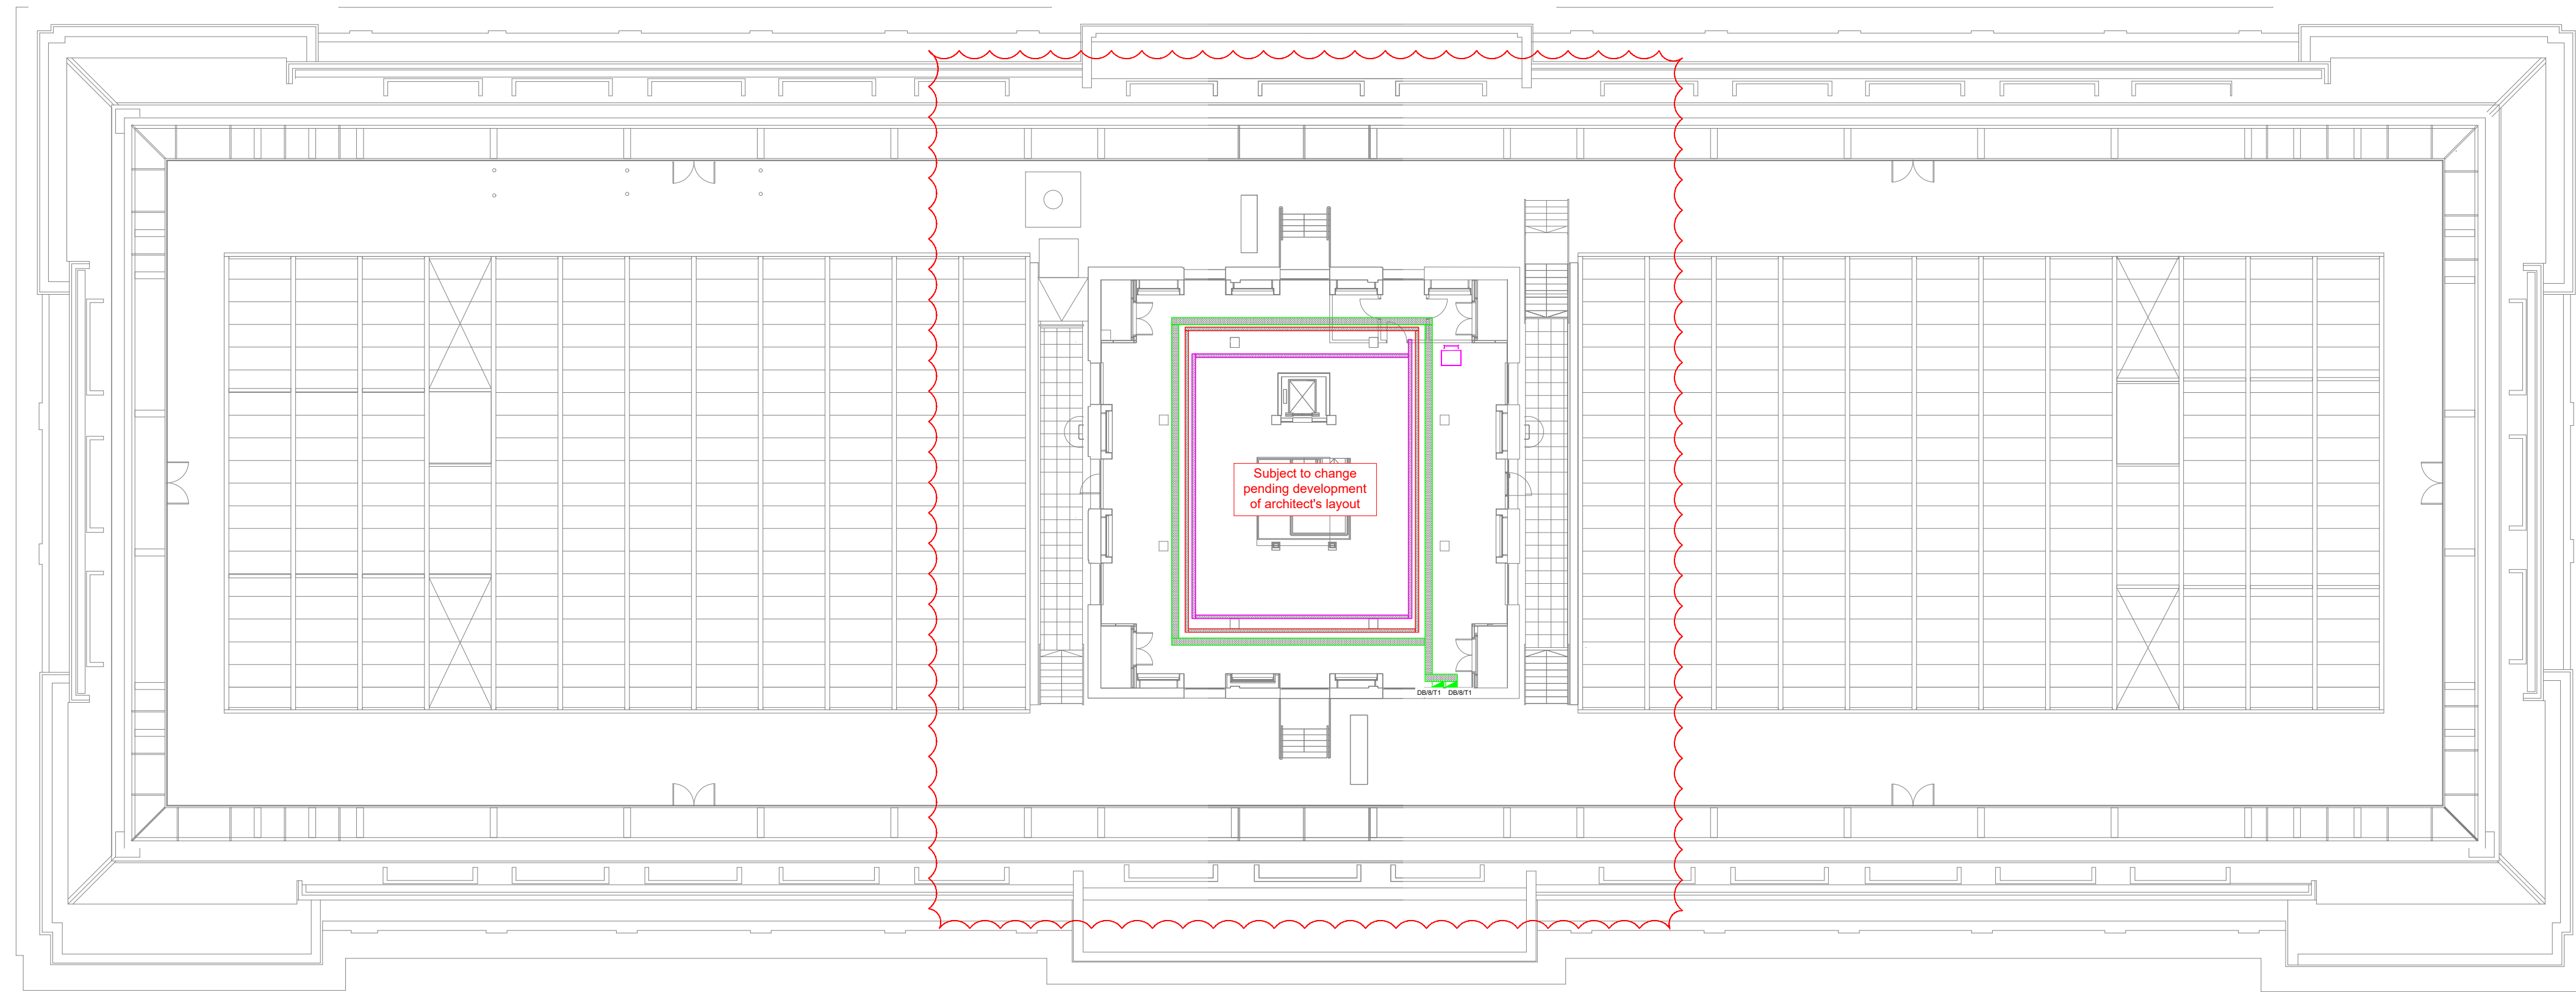 Subject to change
pending development
of architect's layout
DB/8/T1 DB/8/T1